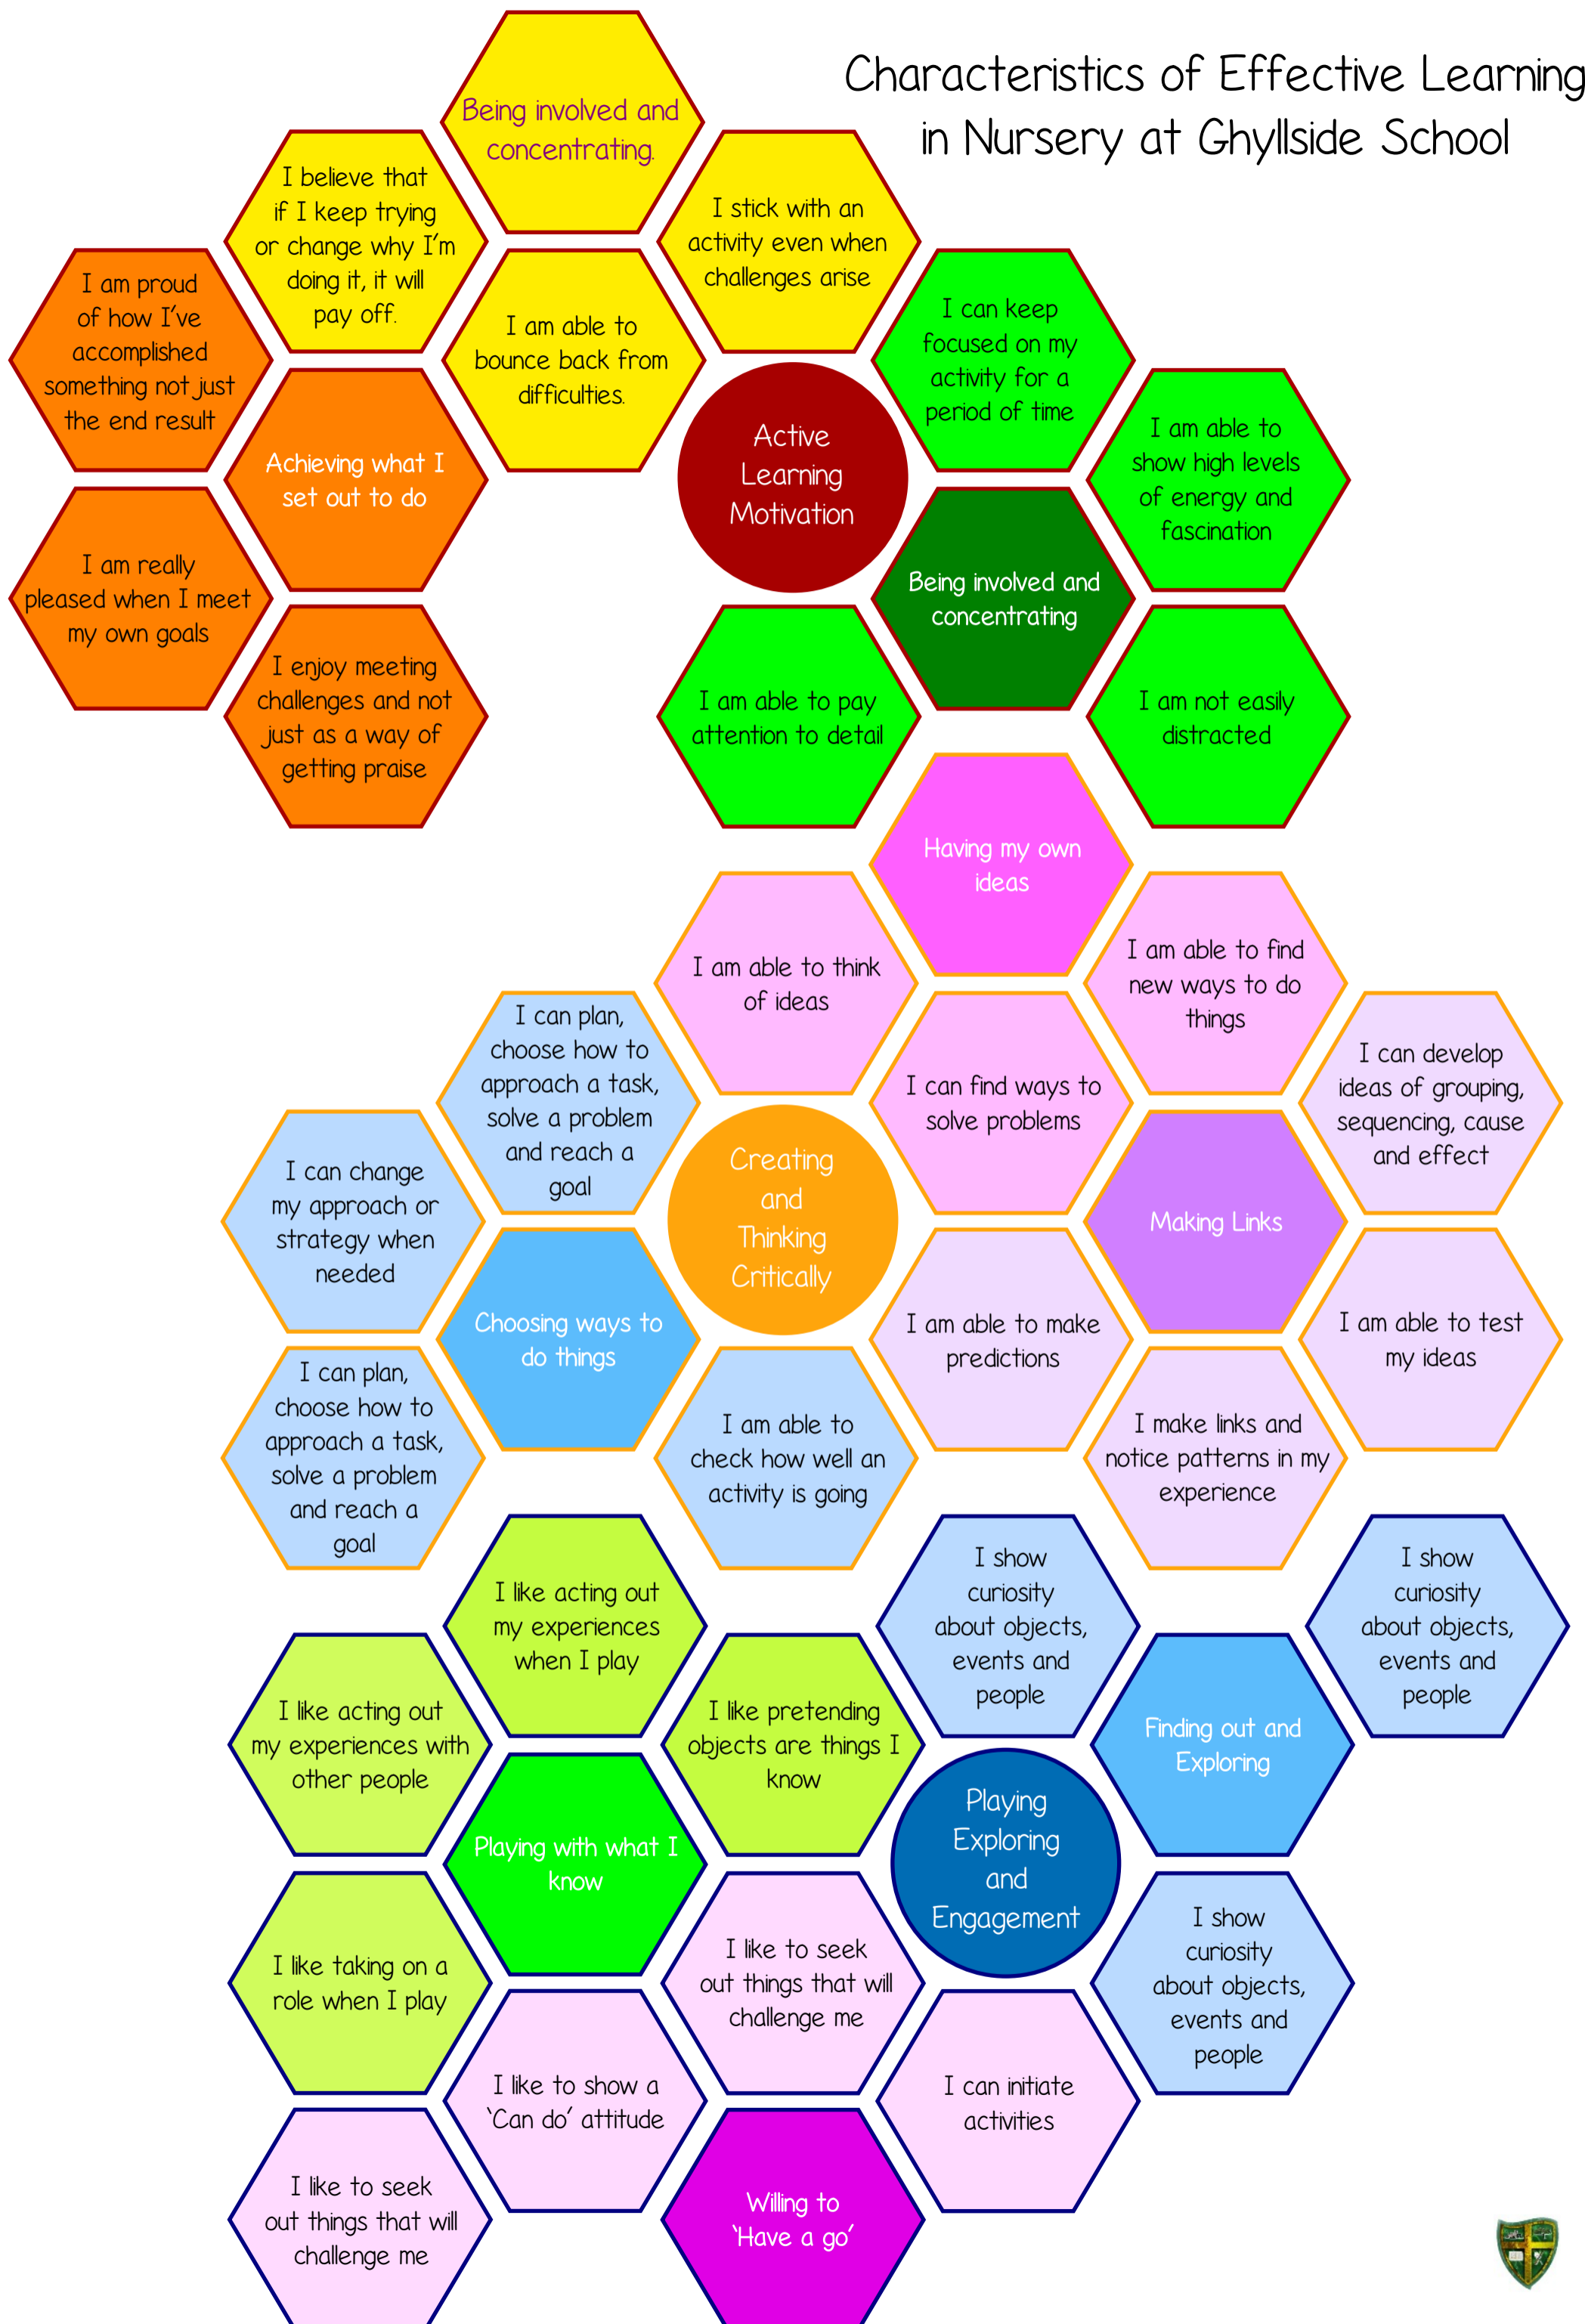 Characteristics of Effective Learning
in Nursery at Ghyllside School
Being involved and
concentrating.
I believe that
if I keep trying
or change why I'm
doing it, it will
pay off.
I stick with an
activity even when
challenges arise
I am proud
of how I've
accomplished
something not just
the end result
I am able to
bounce back from
difficulties.
I can keep
focused on my
activity for a
period of time
Achieving what I
set out to do
Active
Learning
Motivation
I am able to
show high levels
of energy and
fascination
I am really
pleased when I meet
my own goals
Being involved and
concentrating
I enjoy meeting
challenges and not
just as a way of
getting praise
I am able to pay
attention to detail
I am not easily
distracted
Having my own
ideas
I am able to think
of ideas
I am able to find
new ways to do
things
I can plan,
choose how to
approach a task,
solve a problem
and reach a
goal
I can find ways to
solve problems
I can develop
ideas of grouping,
sequencing, cause
and effect
I can change
my approach or
strategy when
needed
Creating
and
Thinking
Critically
Making Links
Choosing ways to
do things
I am able to make
predictions
I am able to test
my ideas
I can plan,
choose how to
approach a task,
solve a problem
and reach a
goal
I am able to
check how well an
activity is going
I make links and
notice patterns in my
experience
I like acting out
my experiences
when I play
I show
curiosity
about objects,
events and
people
I show
curiosity
about objects,
events and
people
I like acting out
my experiences with
other people
I like pretending
objects are things I
know
Finding out and
Exploring
Playing with what I
know
Playing
Exploring
and
Engagement
I like taking on a
role when I play
I like to seek
out things that will
challenge me
I show
curiosity
about objects,
events and
people
I like to show a
‘Can do’ attitude
I can initiate
activities
I like to seek
out things that will
challenge me
Willing to
‘Have a go’